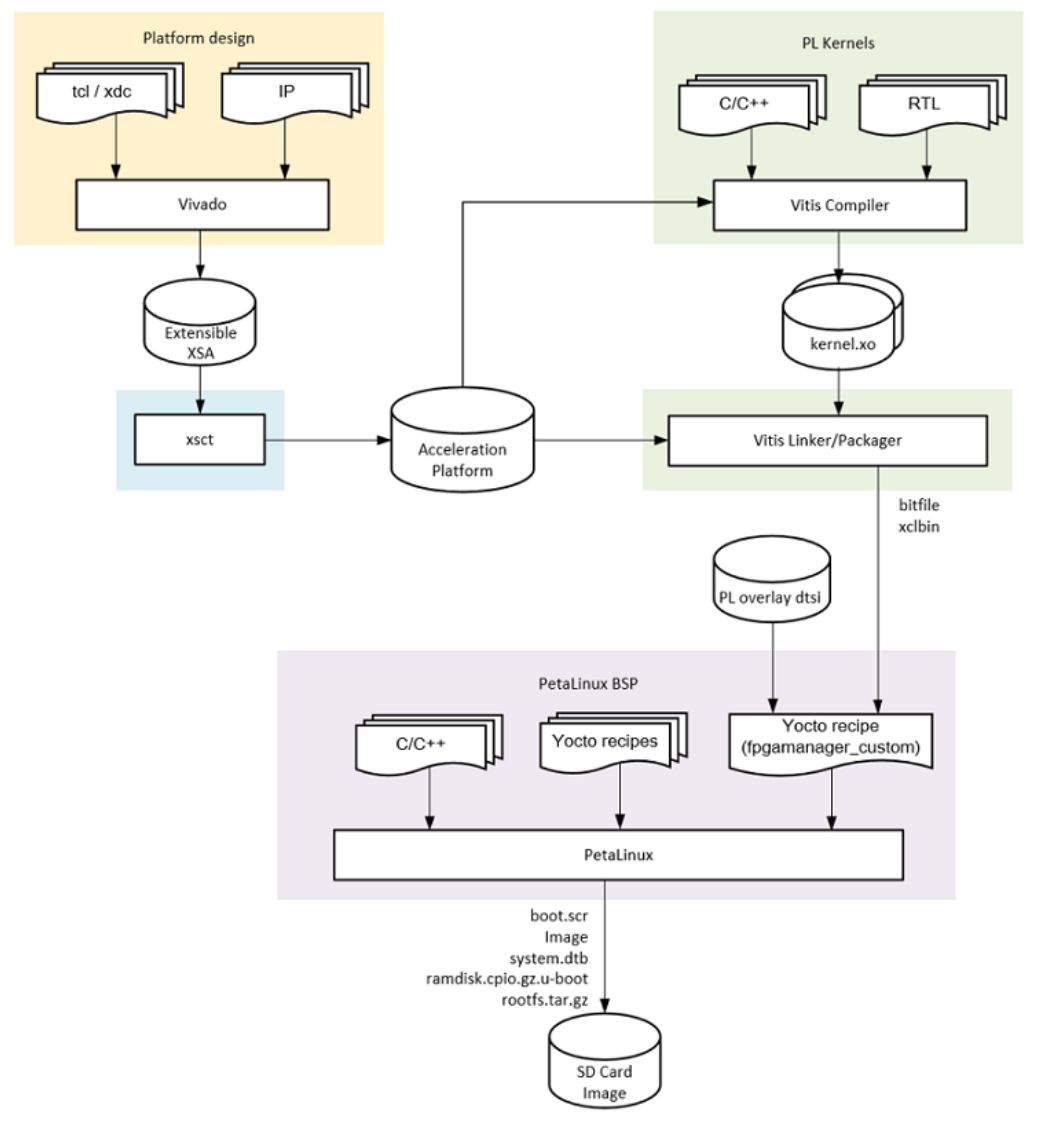 Platform design
tcl / xdc
IP
Vivado
Extensible
XSA
xsct
Acceleration
Platform
PL Kernels
C/C++
RTL
Vitis Compiler
kernel.xo
Vitis Linker/Packager
bitfile
xclbin
PL overlay dtsi
PetaLinux BSP
C/C++
Yocto recipes
Yocto recipe
(fpgamanager_custom)
PetaLinux
boot.scr
Image
system.dtb
ramdisk.cpio.gz.u-boot
rootfs.tar.gz
SD Card
Image